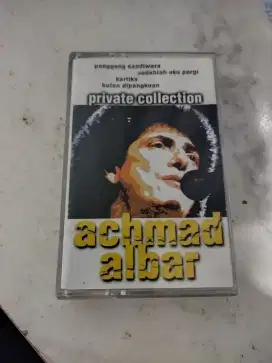 panggung sandiwara
sudahlah aku pergi
kartika
bulan dipangkuan
private collection
achmad
albar